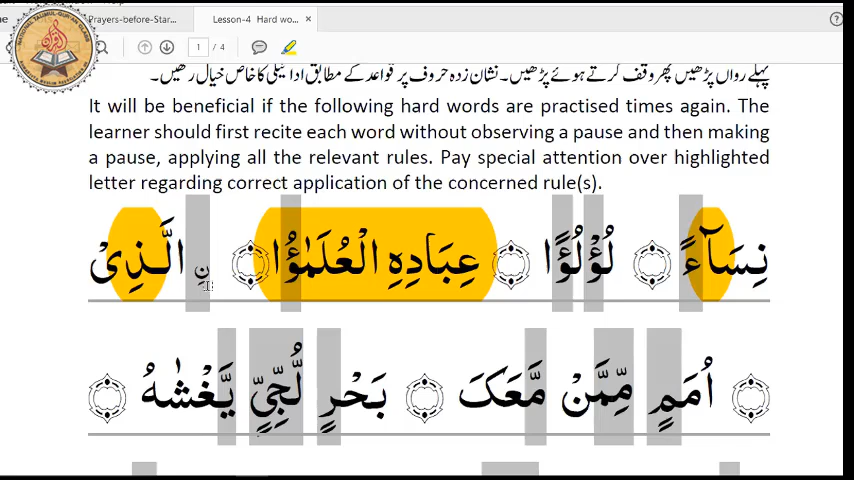 Prayers-before-Star...
Lesson-4 Hard wo...
1 / 4
پہلے رواں پڑھیں پھر وقف کرتے ہوئے پڑھیں۔ نشان زدہ حروف پر قواعد کے مطابق ادائیگی کا خاص خیال رکھیں۔
It will be beneficial if the following hard words are practised times again. The
learner should first recite each word without observing a pause and then making
a pause, applying all the relevant rules. Pay special attention over highlighted
letter regarding correct application of the concerned rule(s).
نِسَآءً لُؤْلُؤًا عِبَادِهِ الْعُلَمٰٓؤُا نِ الَّذِیْ
اُمَمٍ مِّمَّنْ مَّعَکَ بَحْرٍ لُّجِّیٍّ یَّغْشٰهُ